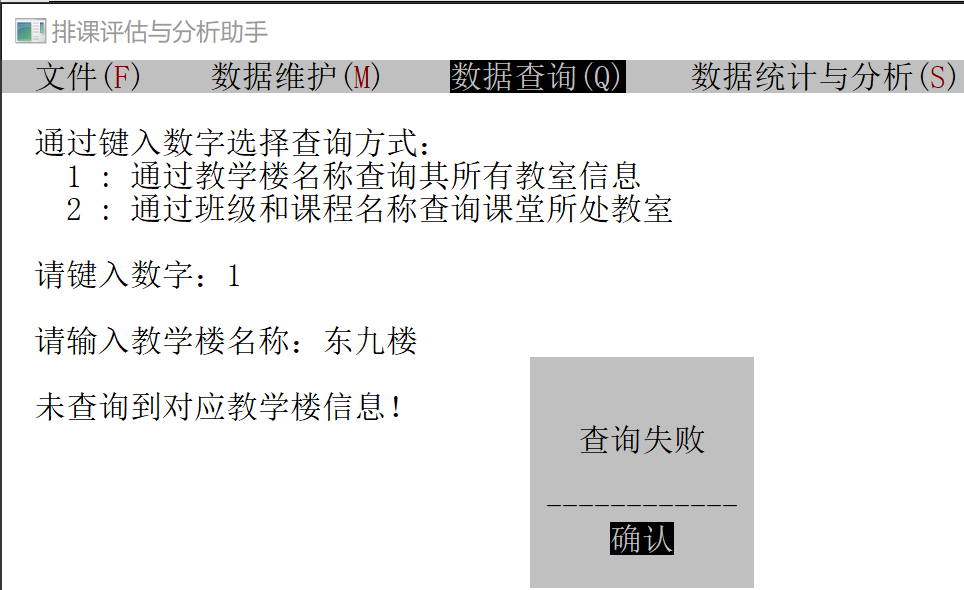 排课评估与分析助手
文件(F) 数据维护(M) 数据查询(Q) 数据统计与分析(S)
通过键入数字选择查询方式：
1 : 通过教学楼名称查询其所有教室信息
2 : 通过班级和课程名称查询课堂所处教室
请键入数字：1
请输入教学楼名称：东九楼
未查询到对应教学楼信息！
查询失败
------------
确认